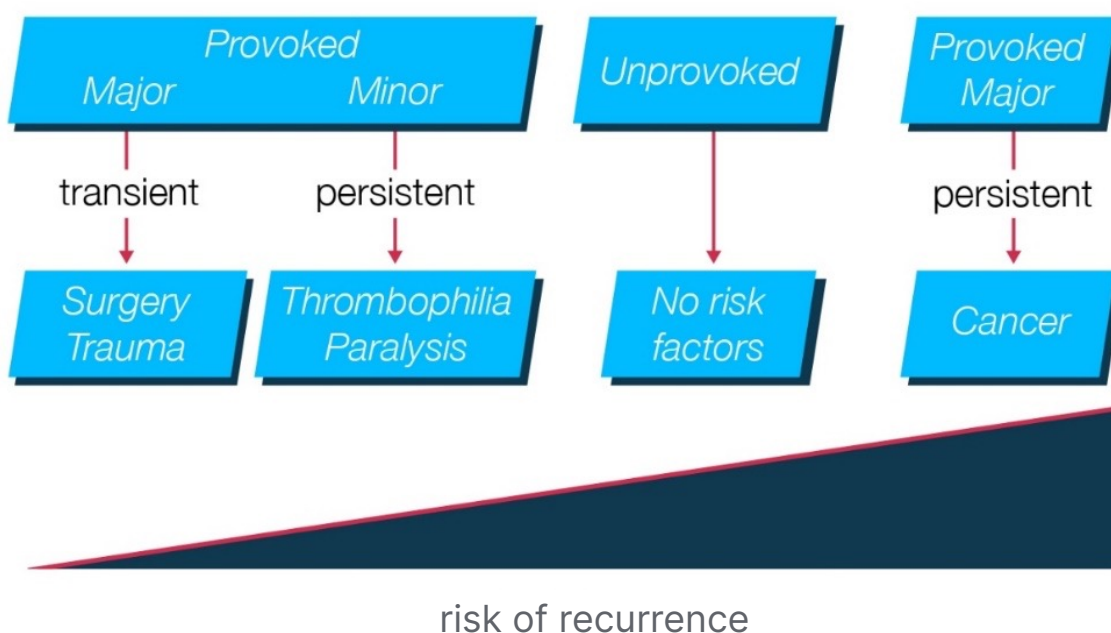 Provoked
Major Minor
transient
persistent
Surgery
Trauma
Thrombophilia
Paralysis
Unprovoked
No risk
factors
Provoked
Major
persistent
Cancer
risk of recurrence